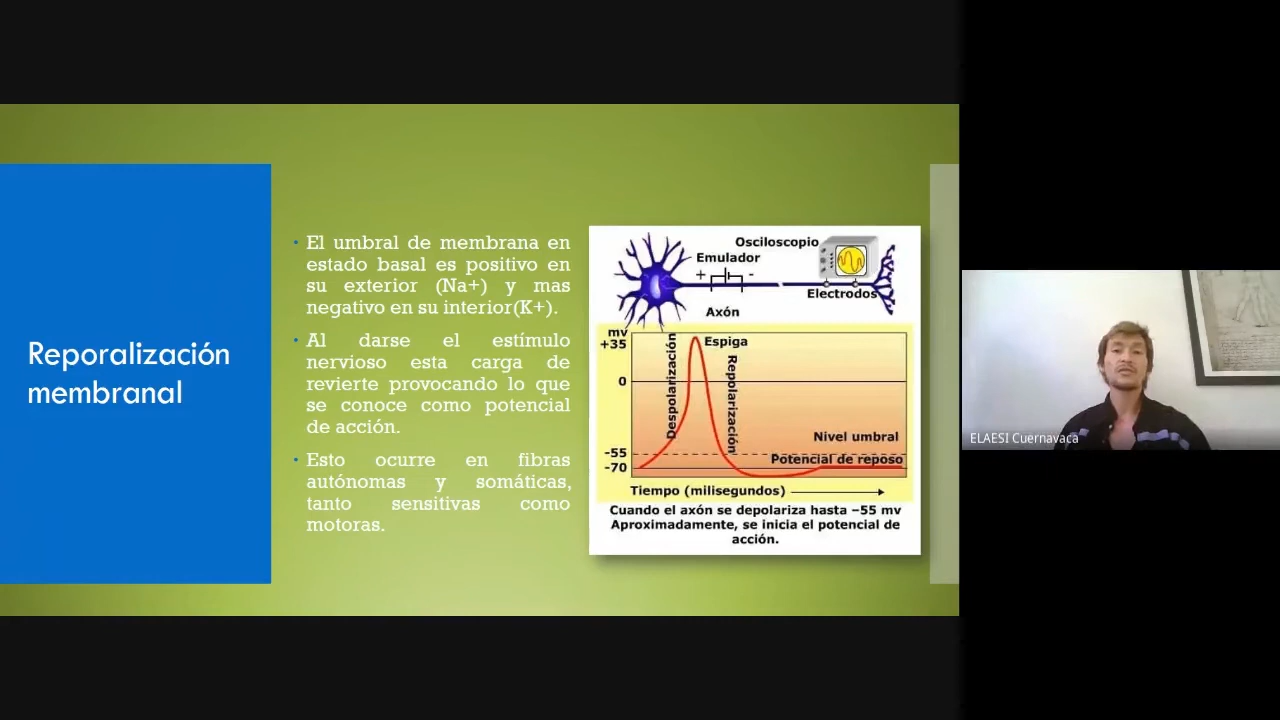 Reporalización
membranal
El umbral de membrana en
estado basal es positivo en
su exterior (Na+) y mas
negativo en su interior(K+).
Al darse el estímulo
nervioso esta carga de
revierte provocando lo que
se conoce como potencial
de acción.
Esto ocurre en fibras
autónomas y somáticas,
tanto sensitivas como
motoras.
Osciloscopio
Emulador
+ -
Electrodos
Axón
mv
+35
0
-55
-70
Despolarización
Espiga
Repolarización
Nivel umbral
Potencial de reposo
Tiempo (milisegundos)
Cuando el axón se depolariza hasta –55 mv
Aproximadamente, se inicia el potencial de
acción.
ELAESI Cuernavaca